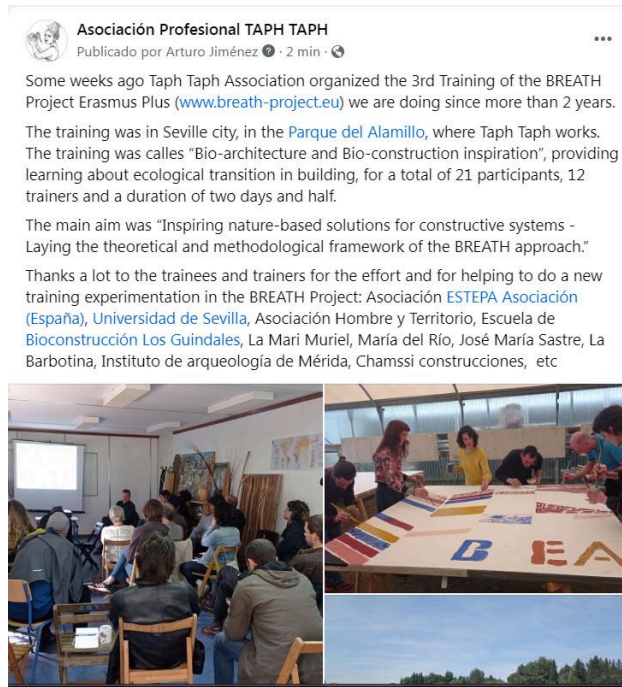 Asociación Profesional TAPH TAPH
Publicado por Arturo Jiménez · 2 min ·
Some weeks ago Taph Taph Association organized the 3rd Training of the BREATH
Project Erasmus Plus (www.breath-project.eu) we are doing since more than 2 years.
The training was in Seville city, in the Parque del Alamillo, where Taph Taph works.
The training was calles “Bio-architecture and Bio-construction inspiration”, providing
learning about ecological transition in building, for a total of 21 participants, 12
trainers and a duration of two days and half.
The main aim was “Inspiring nature-based solutions for constructive systems -
Laying the theoretical and methodological framework of the BREATH approach.”
Thanks a lot to the trainees and trainers for the effort and for helping to do a new
training experimentation in the BREATH Project: Asociación ESTEPA Asociación
(España), Universidad de Sevilla, Asociación Hombre y Territorio, Escuela de
Bioconstrucción Los Guindales, La Mari Muriel, María del Río, José María Sastre, La
Barbotina, Instituto de arqueología de Mérida, Chamssi construcciones, etc
B EA